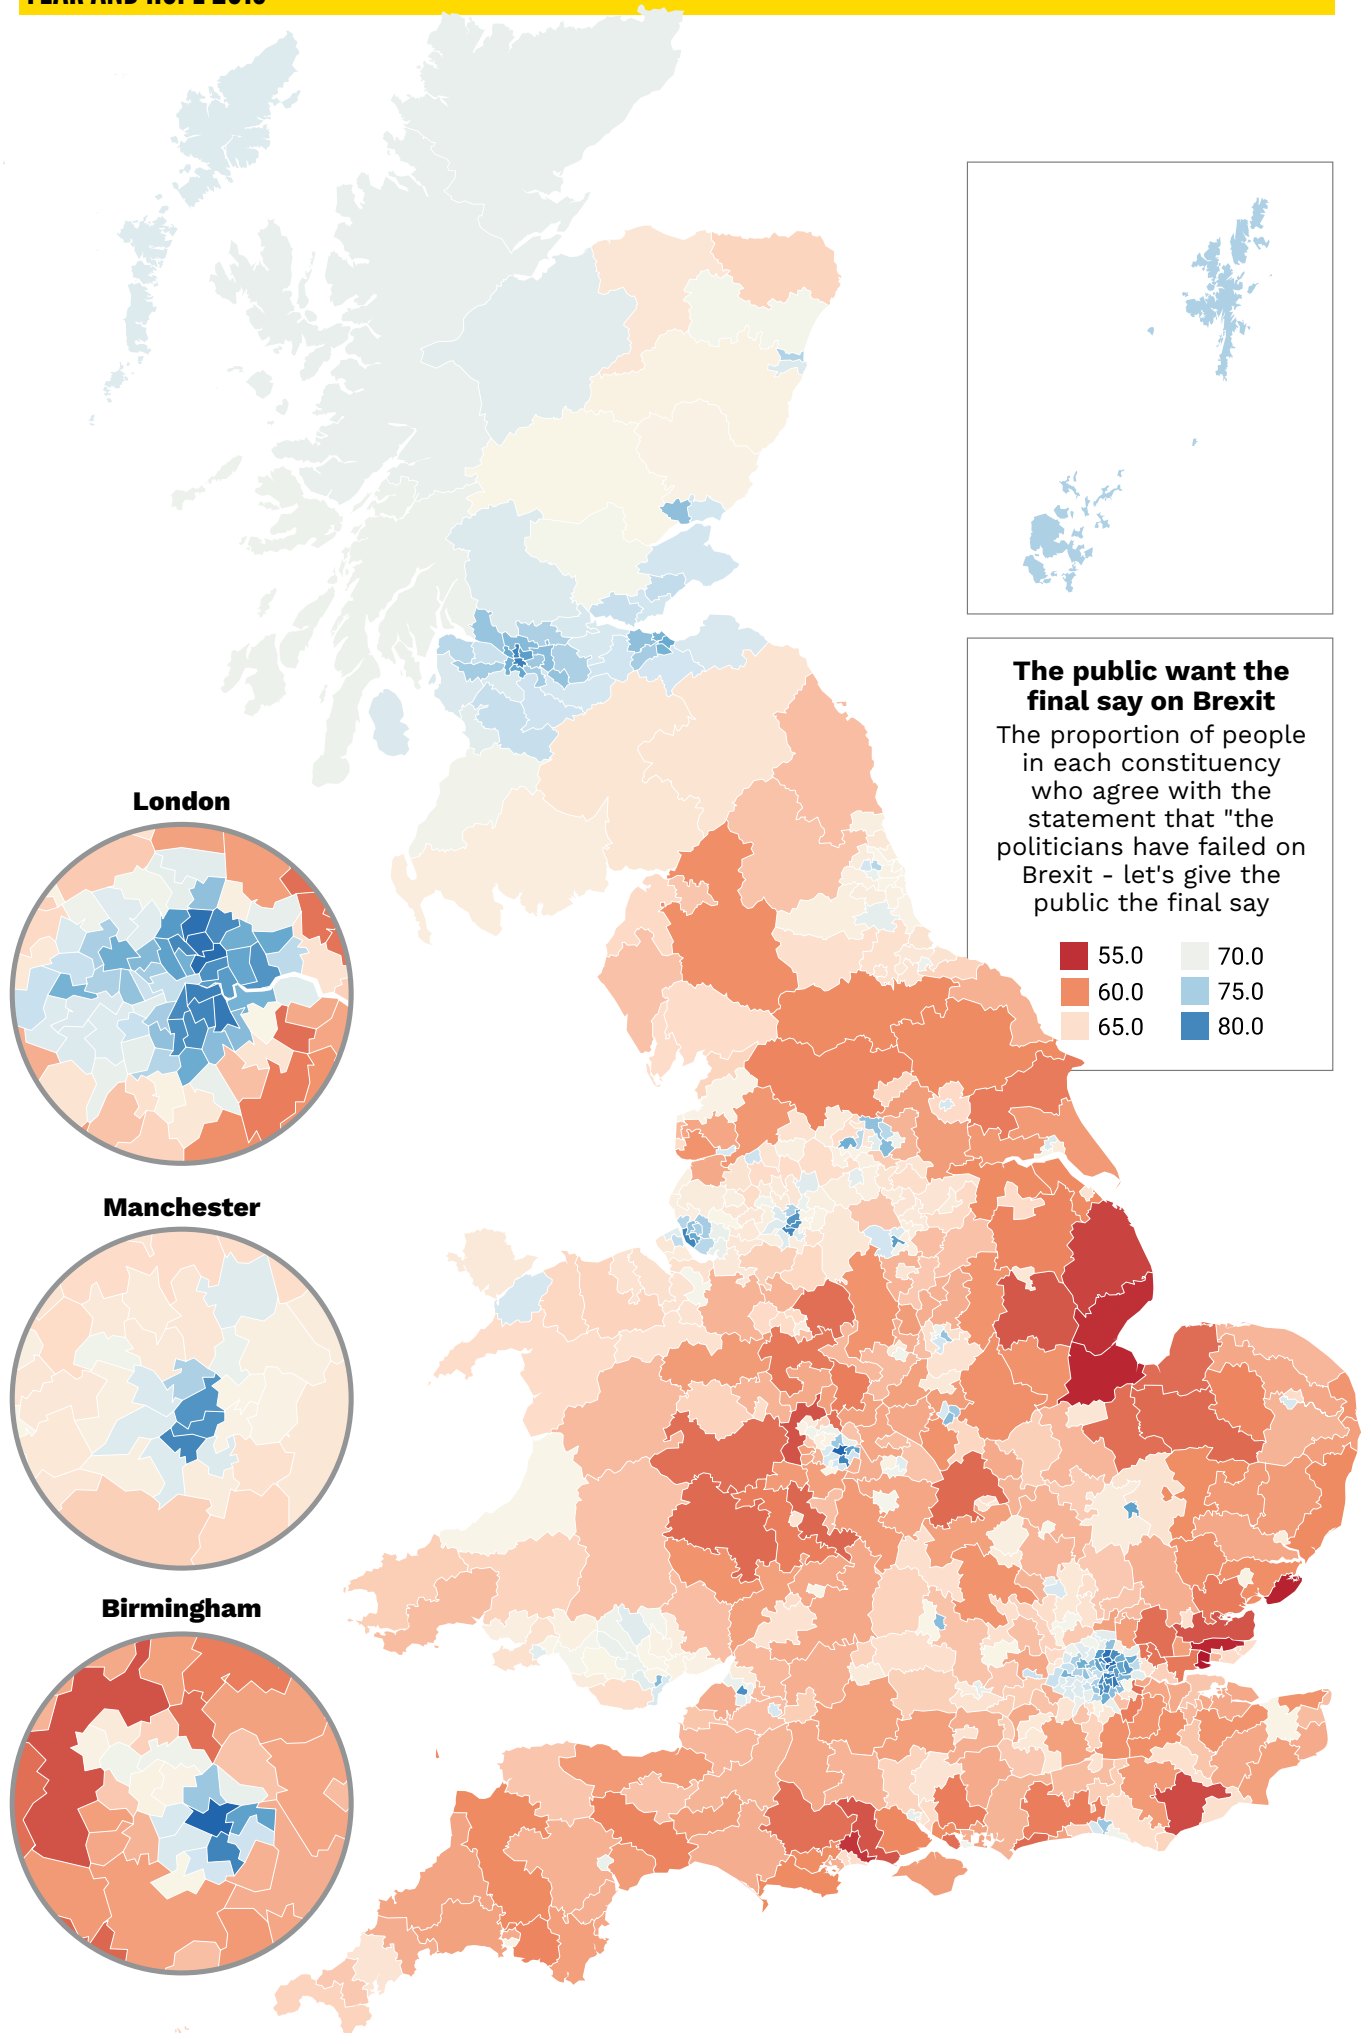 The public want the
final say on Brexit
The proportion of people
in each constituency
who agree with the
statement that "the
politicians have failed on
Brexit - let's give the
public the final say
55.0
70.0
60.0
75.0
65.0
80.0
London
Manchester
Birmingham